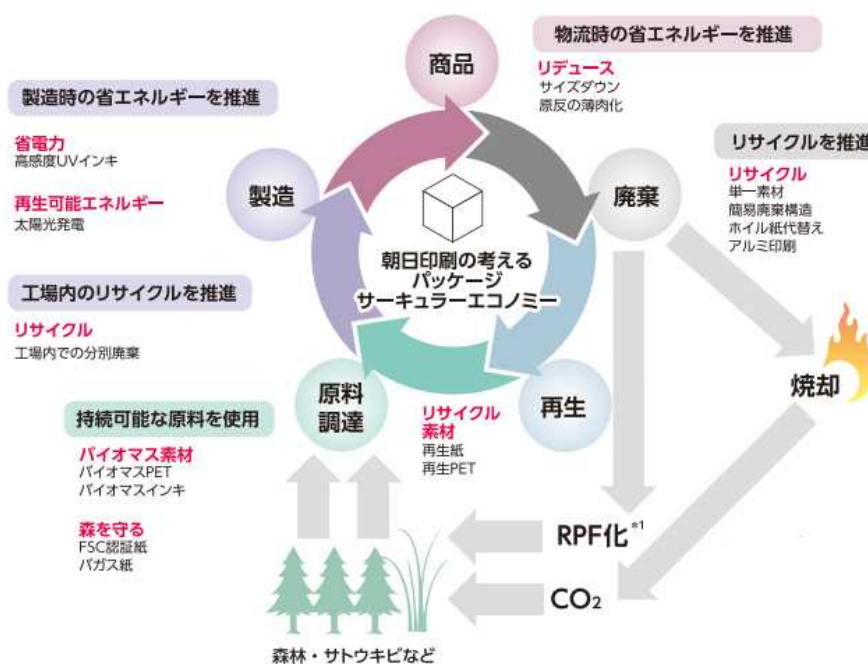 物流時の省エネルギーを推進
リデュース
サイズダウン
原反の薄肉化
商品
製造時の省エネルギーを推進
省電力
高感度UVインキ
再生可能エネルギー
太陽光発電
製造
廃棄
リサイクルを推進
リサイクル
単一素材
簡易廃棄構造
ホイル紙代替え
アルミ印刷
朝日印刷の考える
パッケージ
サーキュラーエコノミー
工場内のリサイクルを推進
リサイクル
工場内での分別廃棄
焼却
原料
調達
再生
リサイクル
素材
再生紙
再生PET
持続可能な原料を使用
バイオマス素材
バイオマスPET
バイオマスインキ
森を守る
FSC認証紙
バガス紙
RPF化*1
CO₂
森林・サトウキビなど